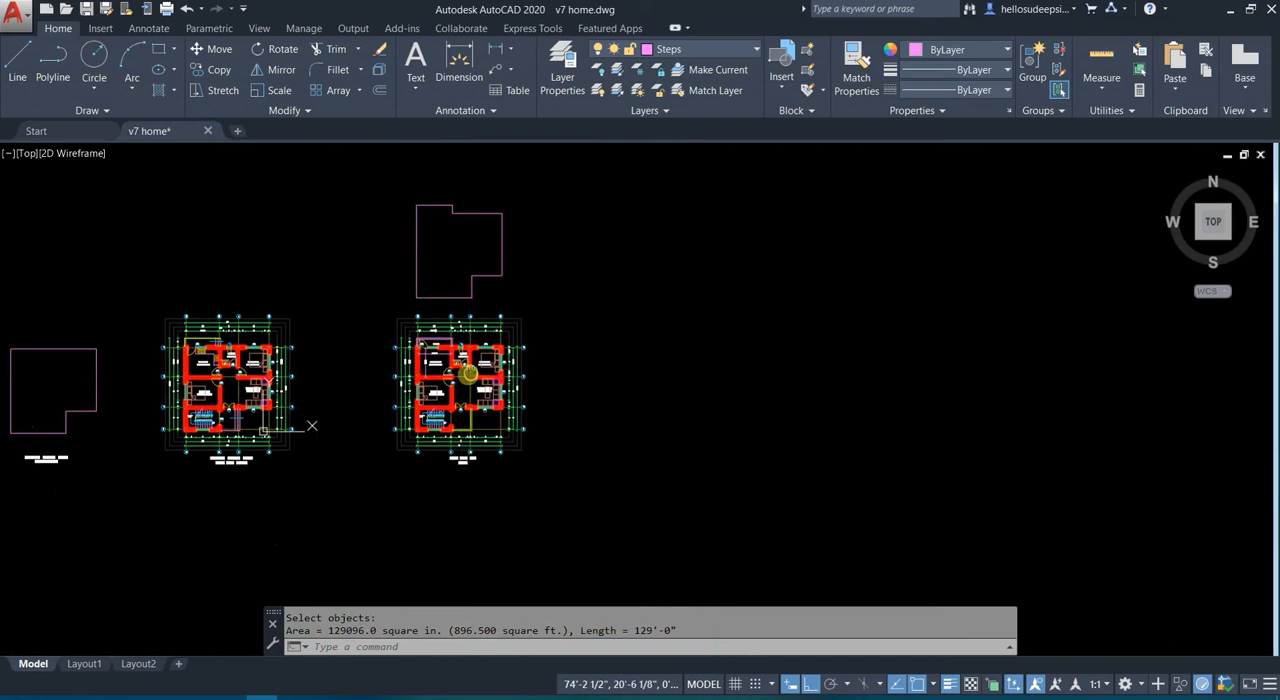 Autodesk AutoCAD 2020 v7 home.dwg
Type a keyword or phrase
hellosudeepsi...
Home Insert Annotate Parametric View Manage Output Add-ins Collaborate Express Tools Featured Apps
Line Polyline Circle Arc
Move Rotate Trim
Copy Mirror Fillet
Stretch Scale Array
Text Dimension
Table
Layer Properties
Steps
Make Current
Match Layer
Insert
Match Properties
ByLayer
ByLayer
ByLayer
Group
Measure
Paste
Base
Draw Modify Annotation Layers Block Properties Groups Utilities Clipboard View
Start v7 home*
[−][Top][2D Wireframe]
N
W TOP E
S
WCS
X
Select objects:
Area = 129096.0 square in. (896.500 square ft.), Length = 129'-0"
Type a command
Model Layout1 Layout2
74'-2 1/2", 20'-6 1/8", 0'... MODEL 1:1